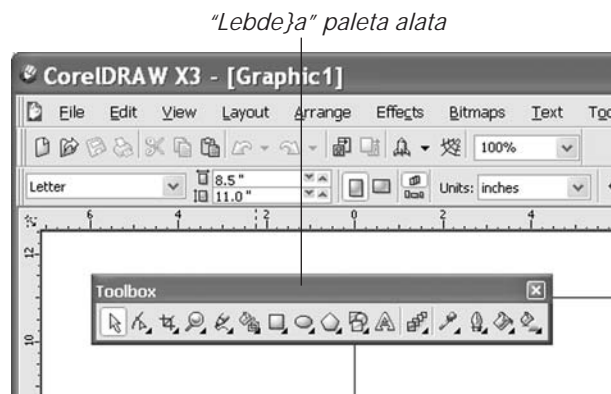 “Lebde}a” paleta alata
CorelDRAW X3 - [Graphic1]
File Edit View Layout Arrange Effects Bitmaps Text
100%
Letter 8.5" 11.0" Units: inches
6 4 2 0 2 4
12
Toolbox
9